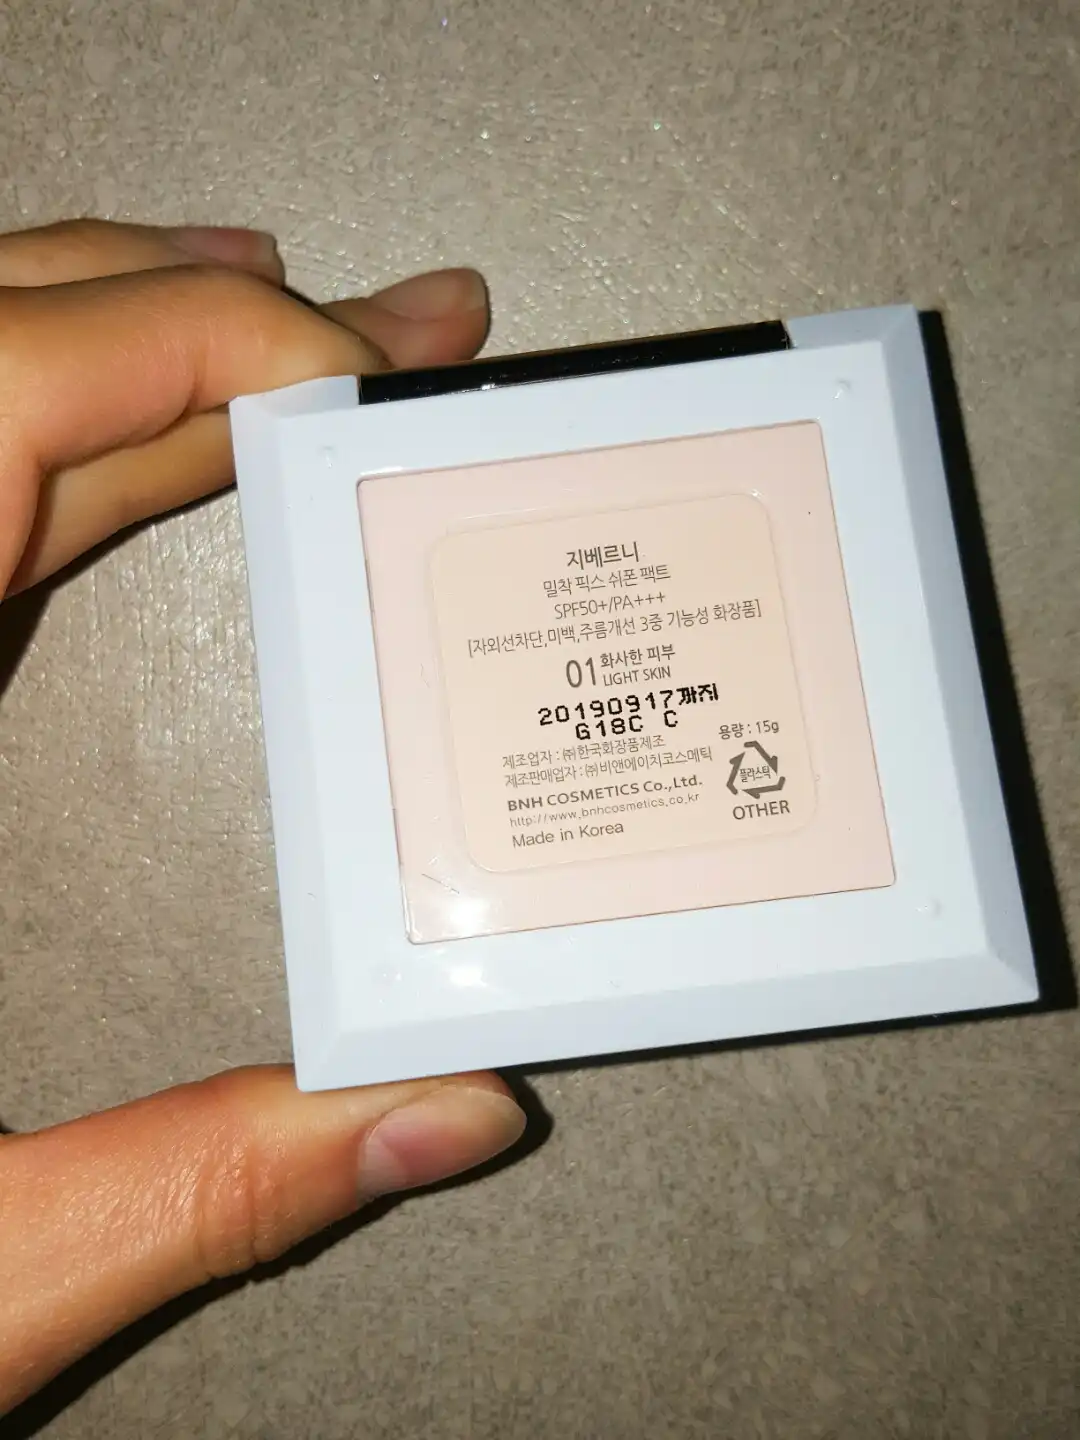 지베르니
밀착 픽스 쉬폰 팩트
SPF50+/PA+++
[자외선차단,미백,주름개선 3중 기능성 화장품]
01 화사한 피부
LIGHT SKIN
20190917까지
G18C C
제조업자 : ㈜한국화장품제조
용량 : 15g
제조판매업자 : ㈜비앤에이치코스메틱
플라스틱
BNH COSMETICS Co.,Ltd.
OTHER
http://www.bnhcosmetics.co.kr
Made in Korea